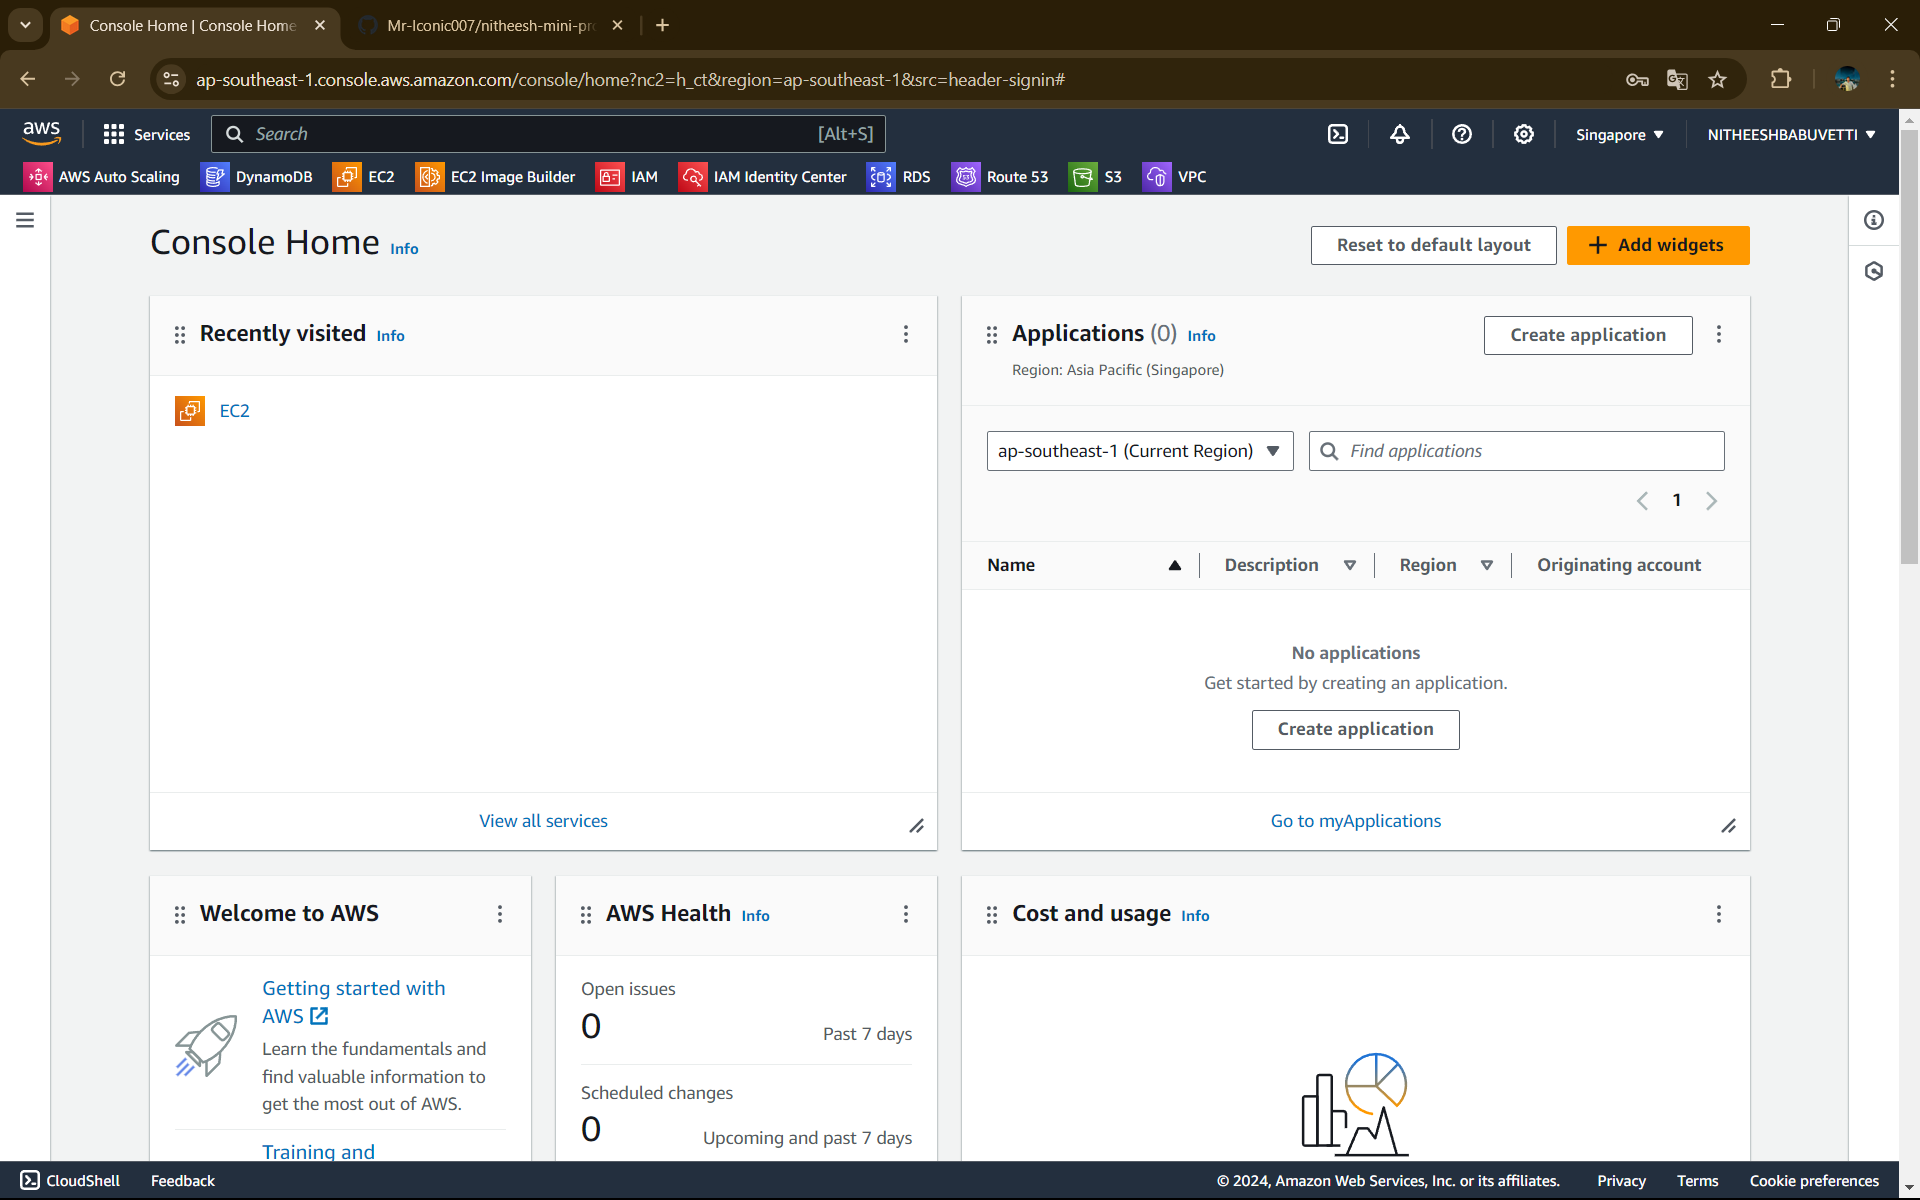 Console Home | Console Home
Mr-Iconic007/nitheesh-mini-pro
ap-southeast-1.console.aws.amazon.com/console/home?nc2=h_ct&region=ap-southeast-1&src=header-signin#
aws
Services
Search
[Alt+S]
Singapore
NITHEESHBABUVETTI
AWS Auto Scaling
DynamoDB
EC2
EC2 Image Builder
IAM
IAM Identity Center
RDS
Route 53
S3
VPC
Console Home Info
Reset to default layout
Add widgets
Recently visited Info
EC2
View all services
Applications (0) Info
Region: Asia Pacific (Singapore)
Create application
ap-southeast-1 (Current Region)
Find applications
1
Name
Description
Region
Originating account
No applications
Get started by creating an application.
Create application
Go to myApplications
Welcome to AWS
Getting started with
AWS
Learn the fundamentals and
find valuable information to
get the most out of AWS.
Training and
AWS Health Info
Open issues
0
Past 7 days
Scheduled changes
0
Upcoming and past 7 days
Cost and usage Info
CloudShell
Feedback
© 2024, Amazon Web Services, Inc. or its affiliates.
Privacy
Terms
Cookie preferences